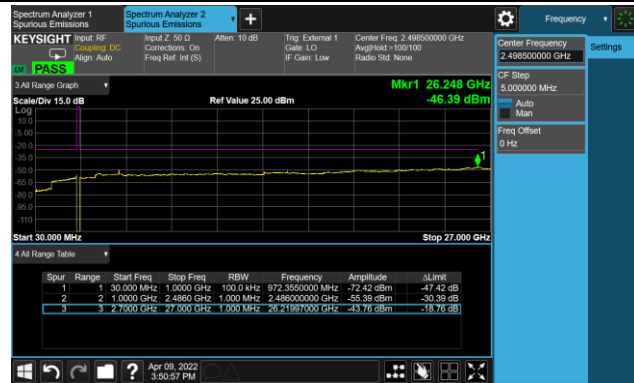 Spectrum Analyzer 1
Spurious Emissions
Spectrum Analyzer 2
Spurious Emissions
Frequency
KEYSIGHT
Input: RF
Coupling: DC
Align: Auto
Input Z: 50 Ω
Corrections: On
Freq Ref: Int (S)
Atten: 10 dB
Trig: External 1
Gate: LO
IF Gain: Low
Center Freq: 2.498500000 GHz
Avg|Hold:>100/100
Radio Std: None
PASS
Center Frequency
2.498500000 GHz
Settings
CF Step
5.000000 MHz
Auto
Man
Freq Offset
0 Hz
3 All Range Graph
Mkr1 26.248 GHz
Scale/Div 15.0 dB
Ref Value 25.00 dBm
-46.39 dBm
Log
10.0
-5.00
-20.0
-35.0
-50.0
-65.0
-80.0
-95.0
-110
1
Start 30.000 MHz
Stop 27.000 GHz
4 All Range Table
Spur Range Start Freq Stop Freq RBW Frequency Amplitude ΔLimit
1 1 30.000 MHz 1.0000 GHz 100.0 kHz 972.3550000 MHz -72.42 dBm -47.42 dB
2 2 1.0000 GHz 2.4860 GHz 1.000 MHz 2.486000000 GHz -55.39 dBm -30.39 dB
3 3 2.7000 GHz 27.000 GHz 1.000 MHz 26.21997000 GHz -43.76 dBm -18.76 dB
Apr 09, 2022
3:50:57 PM